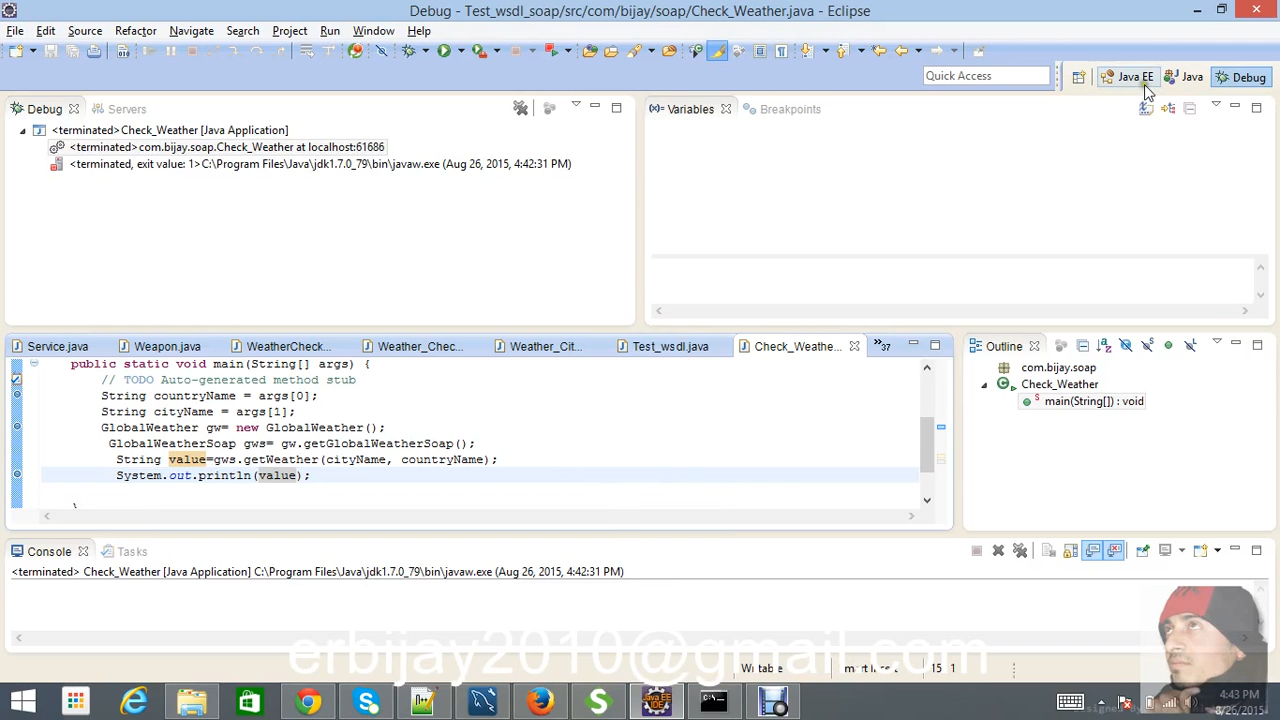 Debug - Test_wsdl_soap/src/com/bijay/soap/Check_Weather.java - Eclipse
File Edit Source Refactor Navigate Search Project Run Window Help
Quick Access
Java EE Java Debug
Debug Servers
<terminated>Check_Weather [Java Application]
<terminated>com.bijay.soap.Check_Weather at localhost:61686
<terminated, exit value: 1>C:\Program Files\Java\jdk1.7.0_79\bin\javaw.exe (Aug 26, 2015, 4:42:31 PM)
Variables Breakpoints
Service.java Weapon.java WeatherCheck... Weather_Chec... Weather_Cit... Test_wsdl.java Check_Weathe... »37
public static void main(String[] args) {
// TODO Auto-generated method stub
String countryName = args[0];
String cityName = args[1];
GlobalWeather gw= new GlobalWeather();
GlobalWeatherSoap gws= gw.getGlobalWeatherSoap();
String value=gws.getWeather(cityName, countryName);
System.out.println(value);
}
Outline
com.bijay.soap
Check_Weather
main(String[]) : void
Console Tasks
<terminated> Check_Weather [Java Application] C:\Program Files\Java\jdk1.7.0_79\bin\javaw.exe (Aug 26, 2015, 4:42:31 PM)
erbijay2010@gmail.com
Java EE
IDE
4:43 PM
8/26/2015